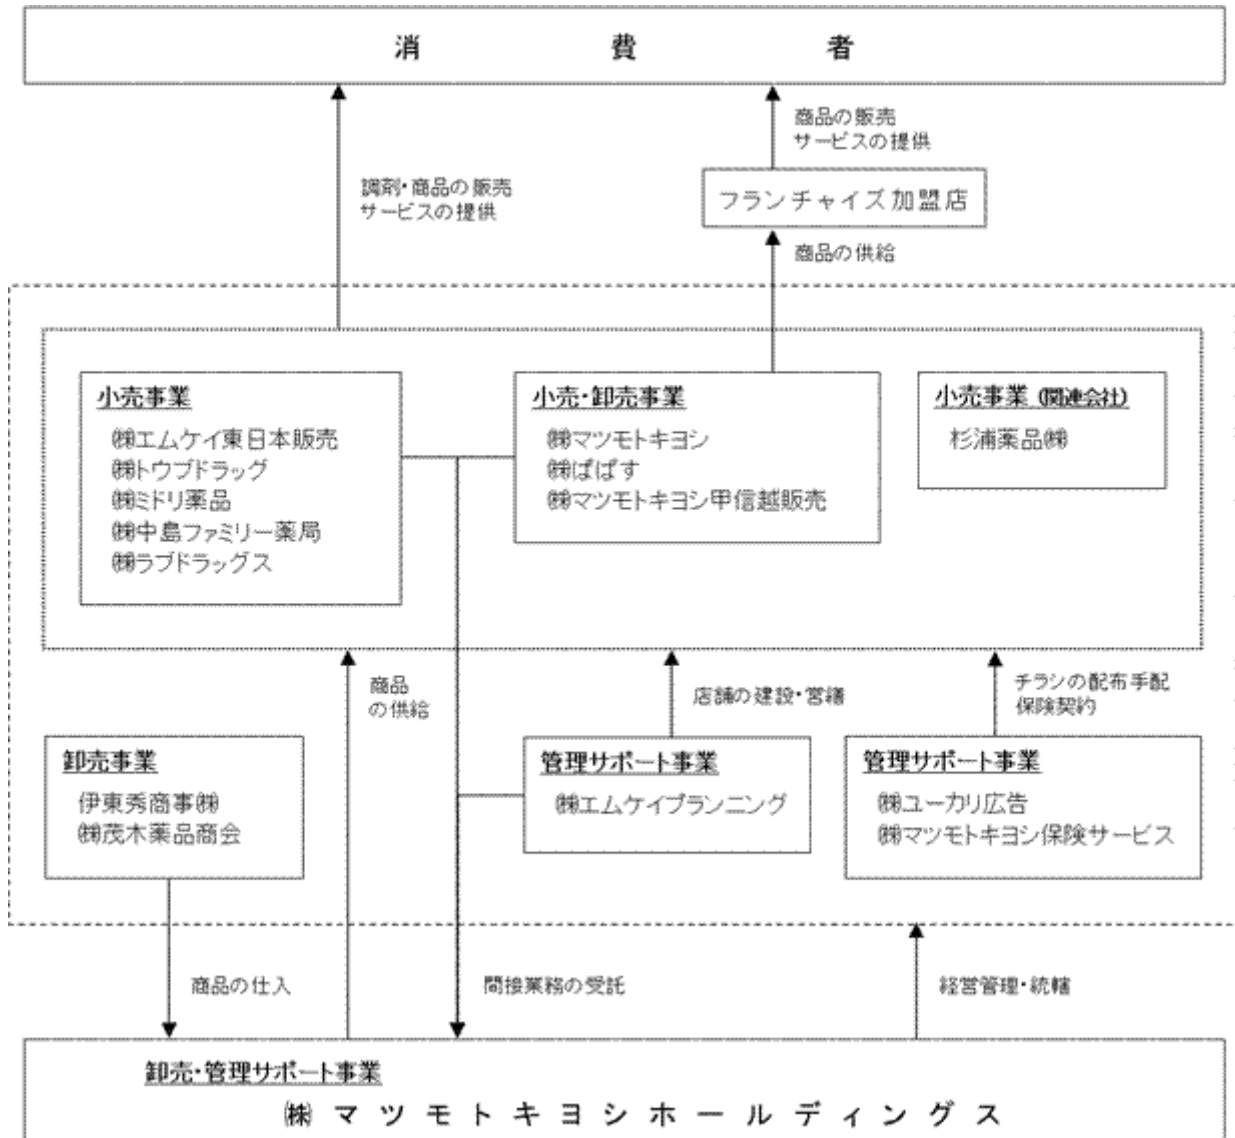 消費者
商品の販売
サービスの提供
調剤・商品の販売
サービスの提供
フランチャイズ加盟店
商品の供給
小売事業
㈱エムケイ東日本販売
㈱トウブドラッグ
㈱ミドリ薬品
㈱中島ファミリー薬局
㈱ラブドラッグス
小売・卸売事業
㈱マツモトキヨシ
㈱ぱぱす
㈱マツモトキヨシ甲信越販売
小売事業(関連会社)
杉浦薬品㈱
商品
の供給
店舗の建設・営繕
チラシの配布手配
保険契約
卸売事業
伊東秀商事㈱
㈱茂木薬品商会
管理サポート事業
㈱エムケイプランニング
管理サポート事業
㈱ユーカリ広告
㈱マツモトキヨシ保険サービス
商品の仕入
間接業務の受託
経営管理・統轄
卸売・管理サポート事業
㈱マツモトキヨシホールディングス